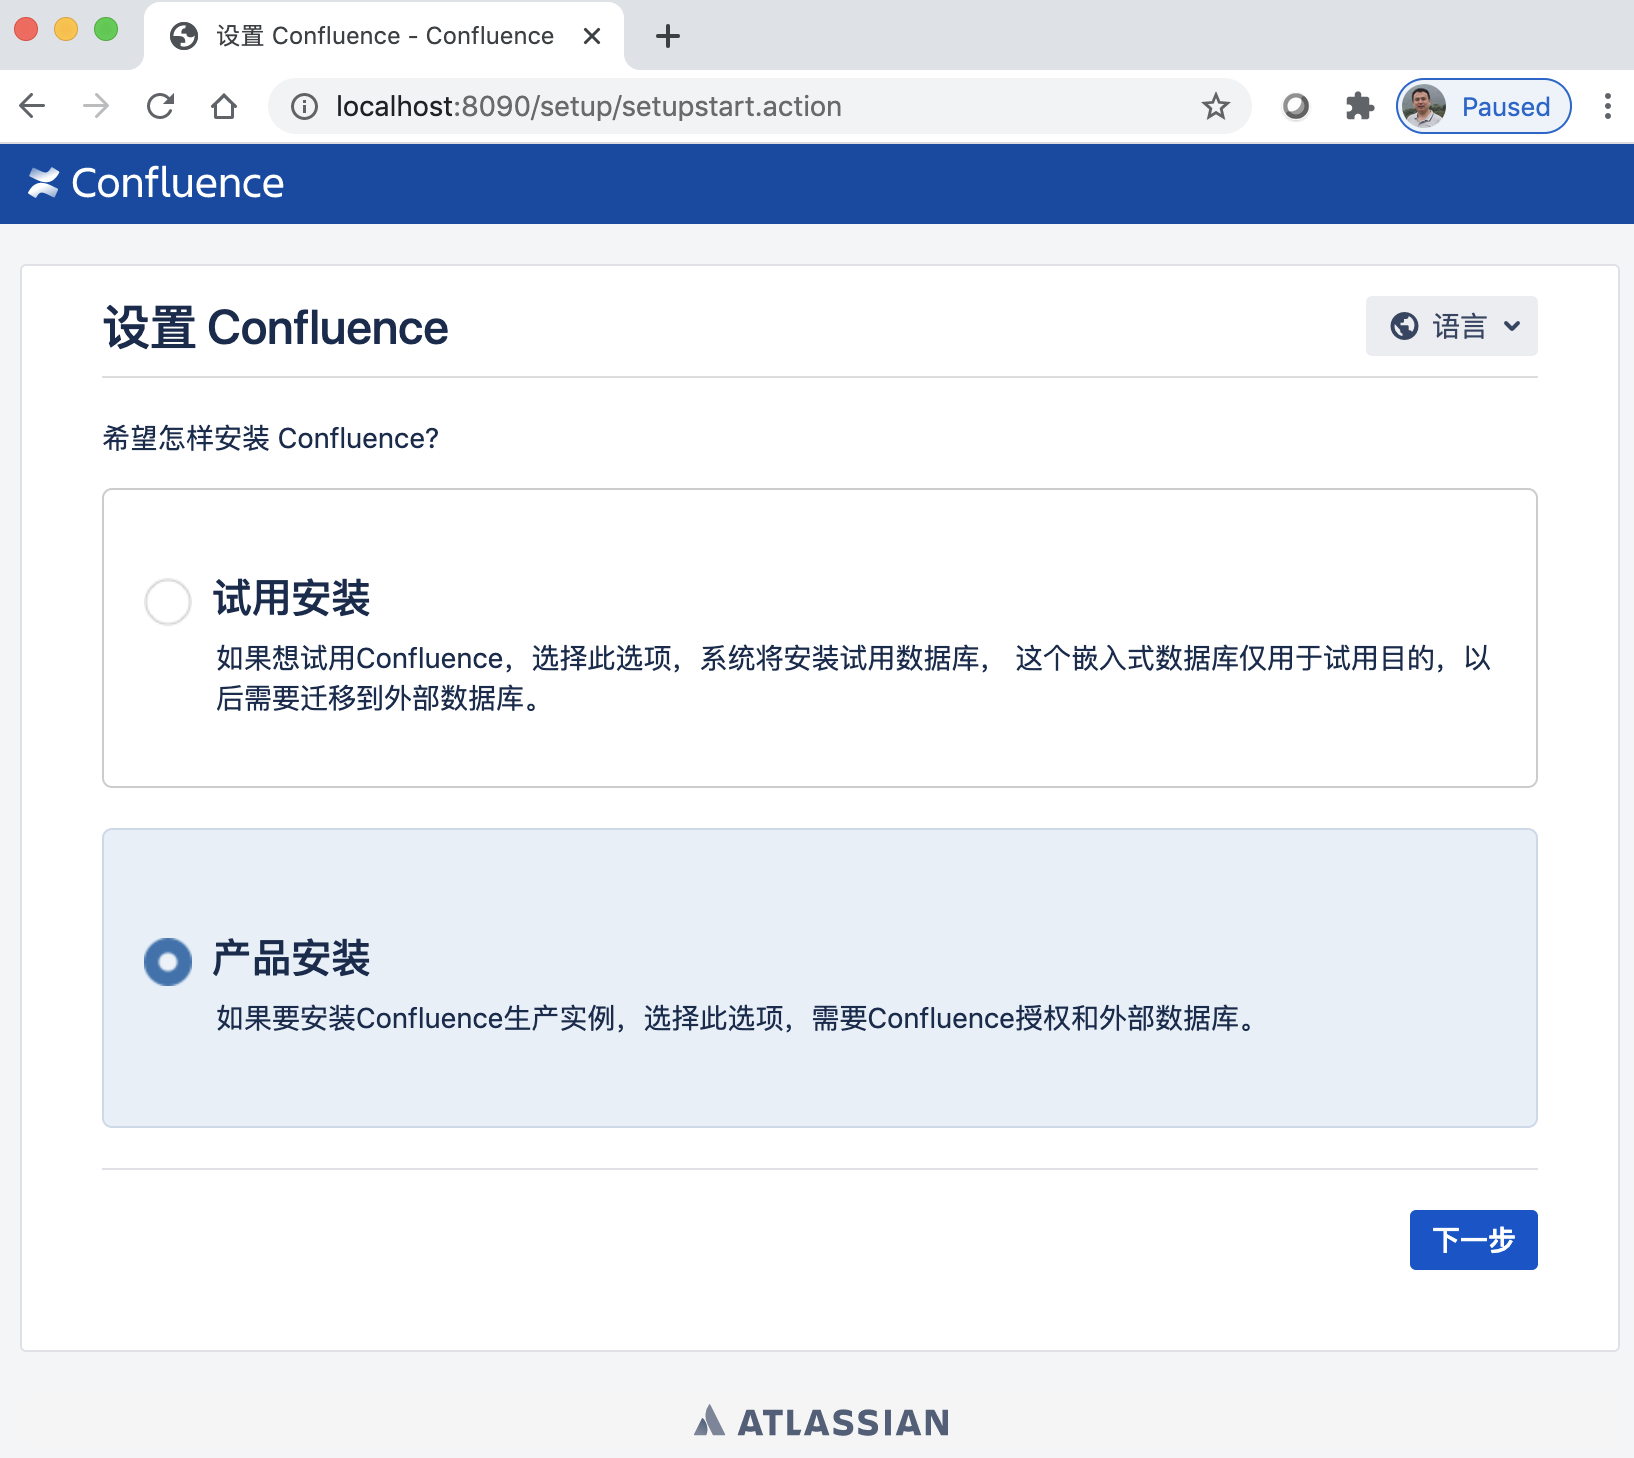 设置 Confluence - Confluence
localhost:8090/setup/setupstart.action
Paused
Confluence
设置 Confluence
语言
希望怎样安装 Confluence?
试用安装
如果想试用Confluence，选择此选项，系统将安装试用数据库， 这个嵌入式数据库仅用于试用目的，以
后需要迁移到外部数据库。
产品安装
如果要安装Confluence生产实例，选择此选项，需要Confluence授权和外部数据库。
下一步
ATLASSIAN